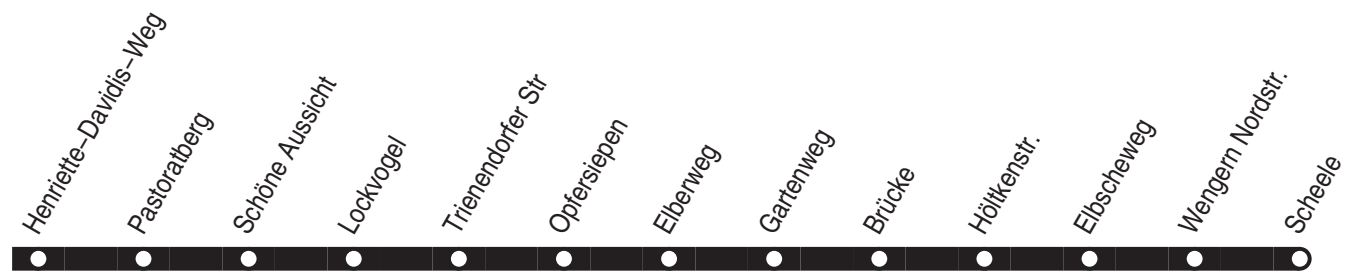 Henriette-Davidis-Weg
Pastoratberg
Schöne Aussicht
Lockvogel
Trienendorfer Str
Opfersiepen
Elberweg
Gartenweg
Brücke
Höltkenstr.
Elbscheweg
Wengern Nordstr.
Scheele